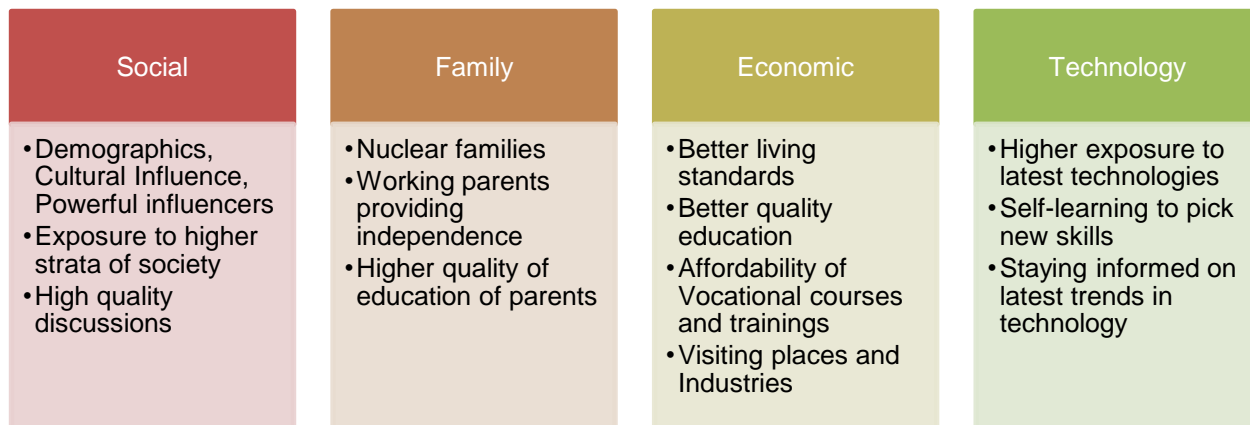 Social
•Demographics,
Cultural Influence,
Powerful influencers
•Exposure to higher
strata of society
•High quality
discussions
Family
•Nuclear families
•Working parents
providing
independence
•Higher quality of
education of parents
Economic
•Better living
standards
•Better quality
education
•Affordability of
Vocational courses
and trainings
•Visiting places and
Industries
Technology
•Higher exposure to
latest technologies
•Self-learning to pick
new skills
•Staying informed on
latest trends in
technology